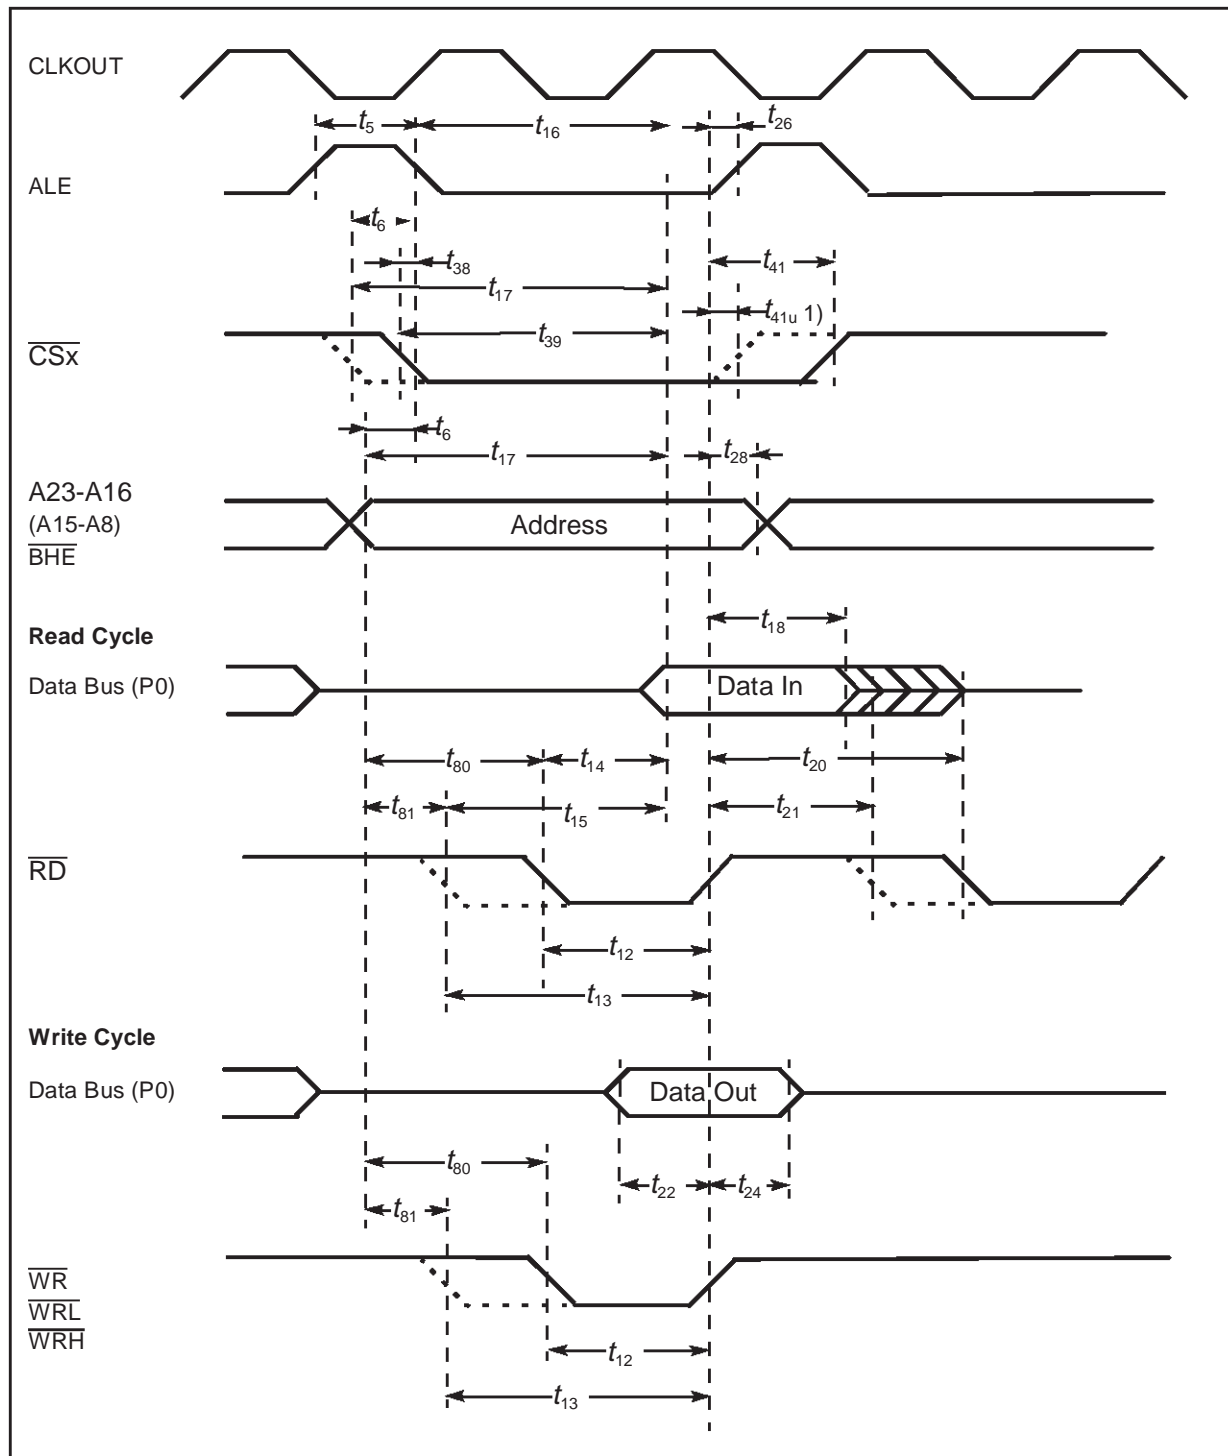 CLKOUT
t5 t16 t26
ALE
t6
t38 t41
t17
t41u 1)
t39
CSx
t6
t17 t28
A23-A16
(A15-A8)
BHE
Address
t18
Read Cycle
Data Bus (P0) Data In
t80 t14 t20
t81 t15 t21
RD
t12
t13
Write Cycle
Data Bus (P0) Data Out
t80 t22 t24
t81
WR
WRL
WRH
t12
t13